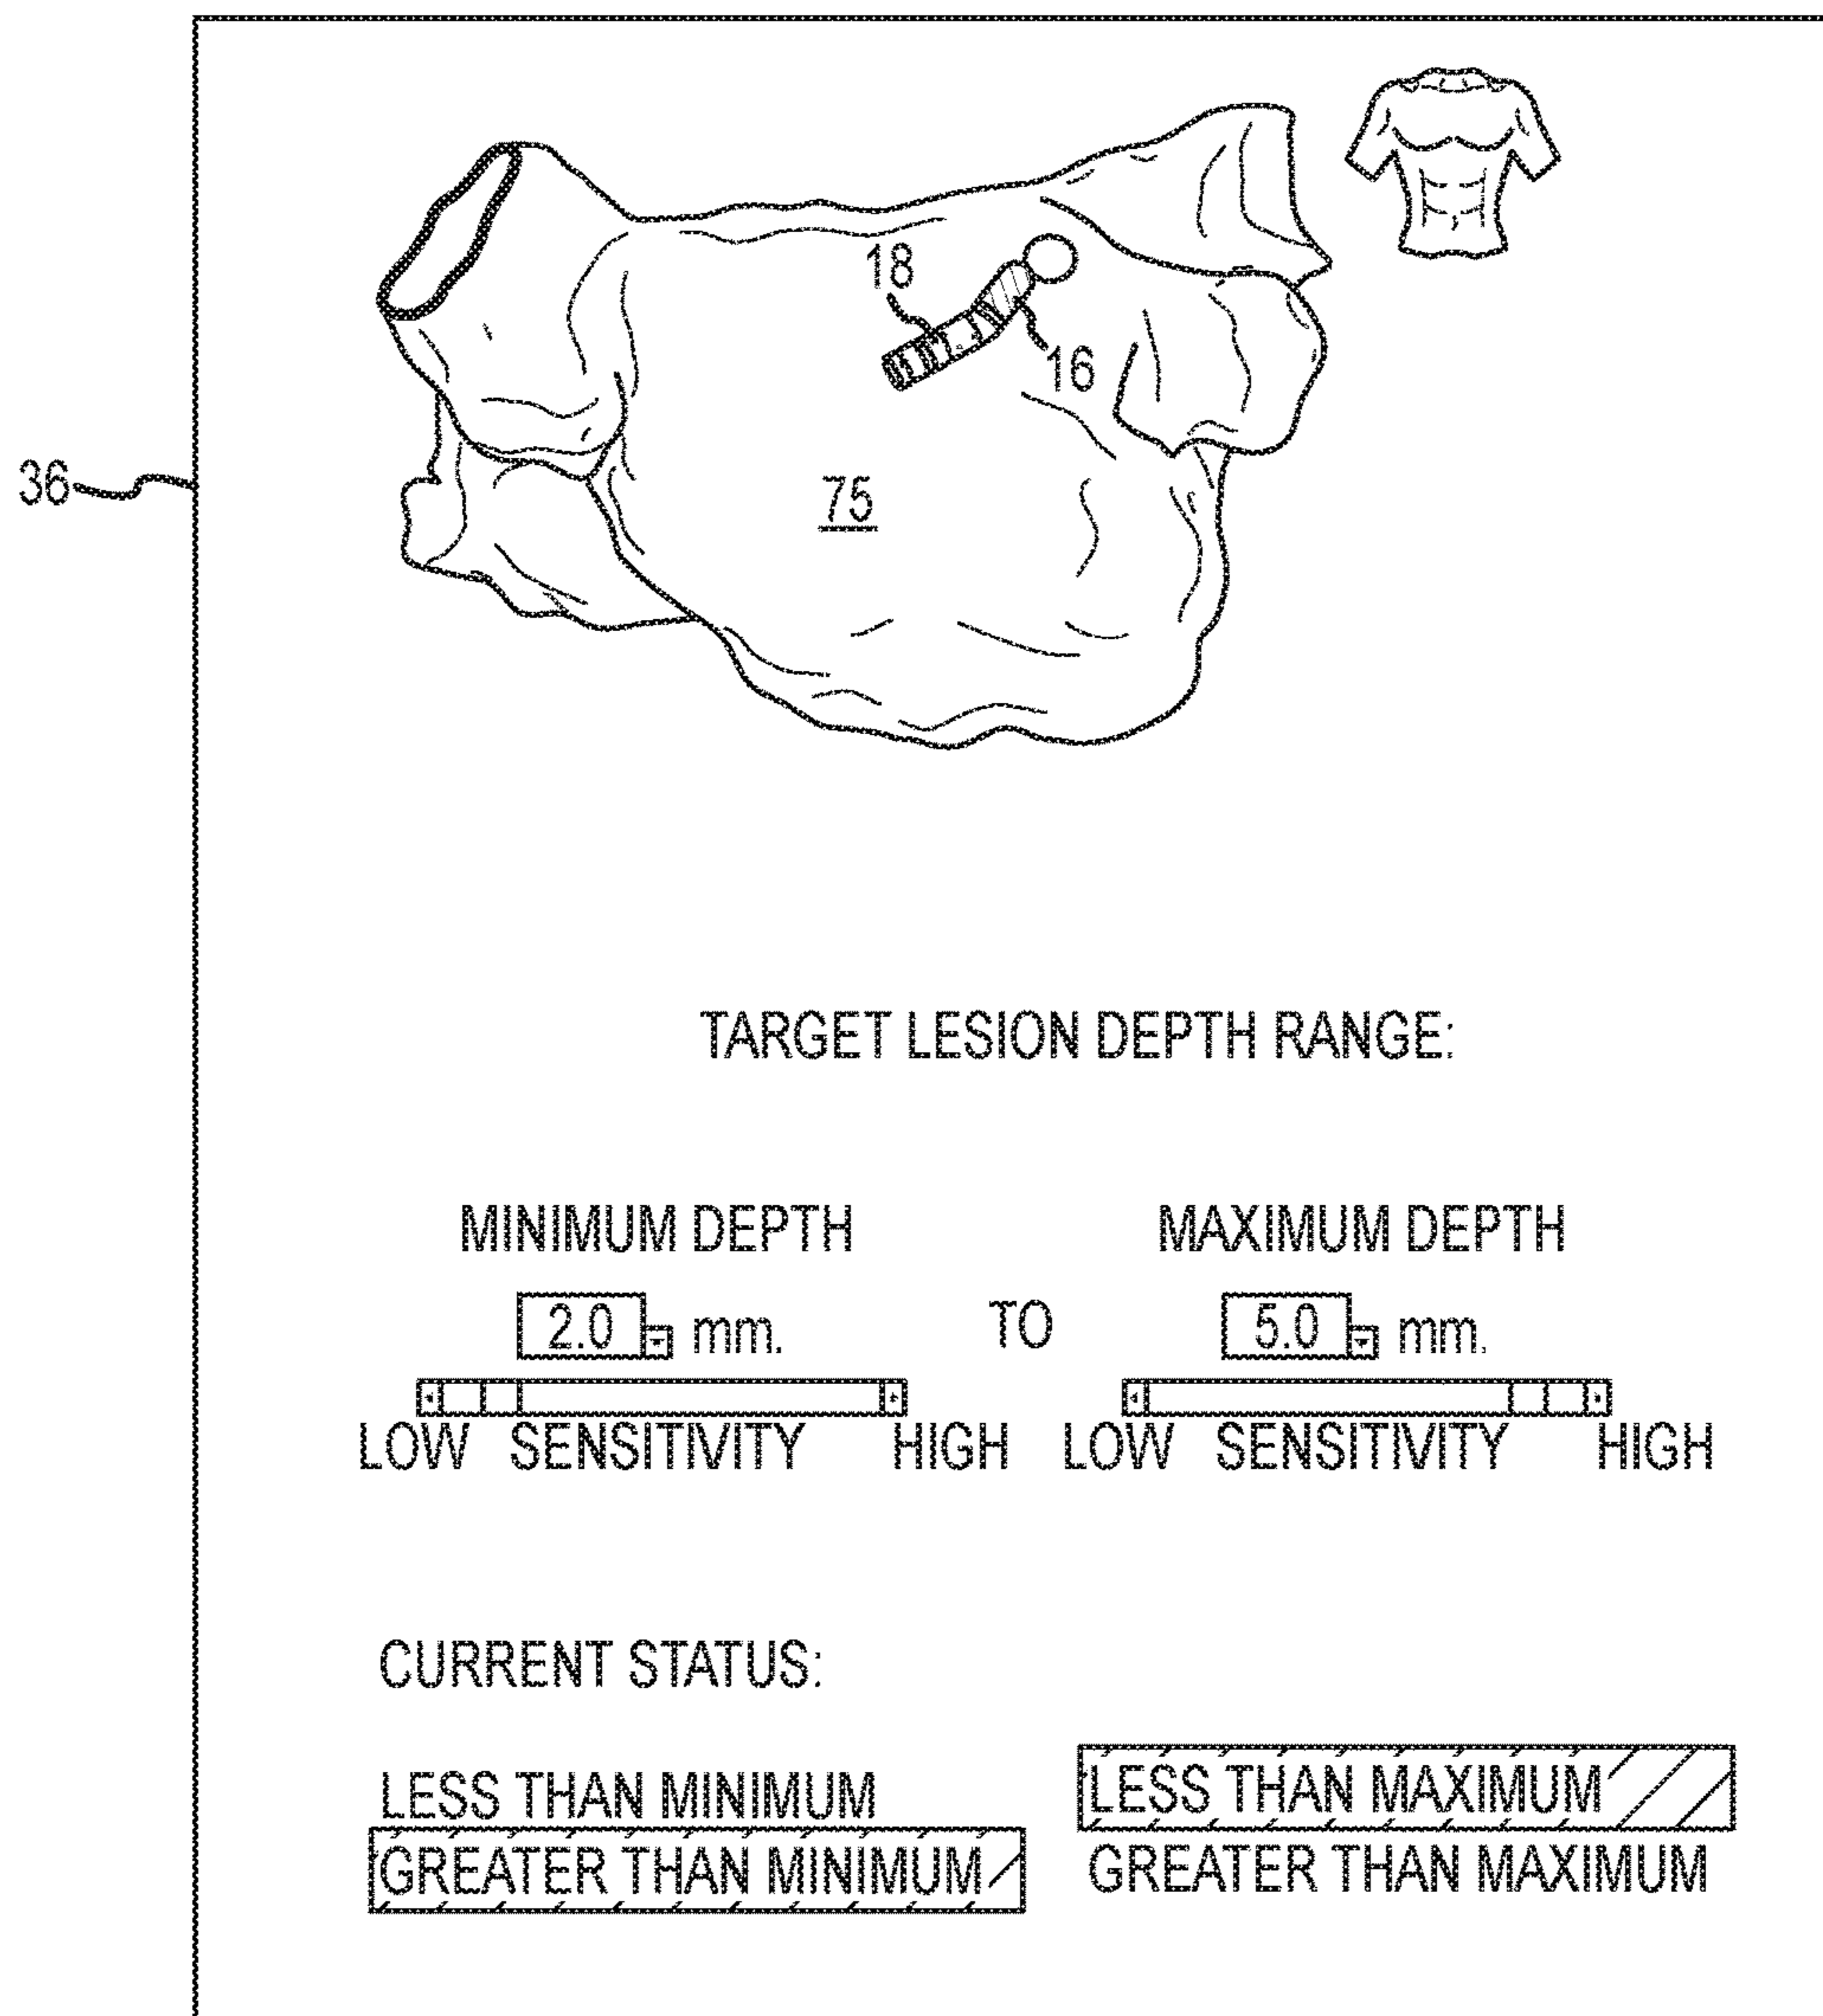 18
16
36
75
TARGET LESION DEPTH RANGE:
MINIMUM DEPTH MAXIMUM DEPTH
2.0 mm. TO 5.0 mm.
LOW SENSITIVITY HIGH LOW SENSITIVITY HIGH
CURRENT STATUS:
LESS THAN MINIMUM LESS THAN MAXIMUM
GREATER THAN MINIMUM GREATER THAN MAXIMUM